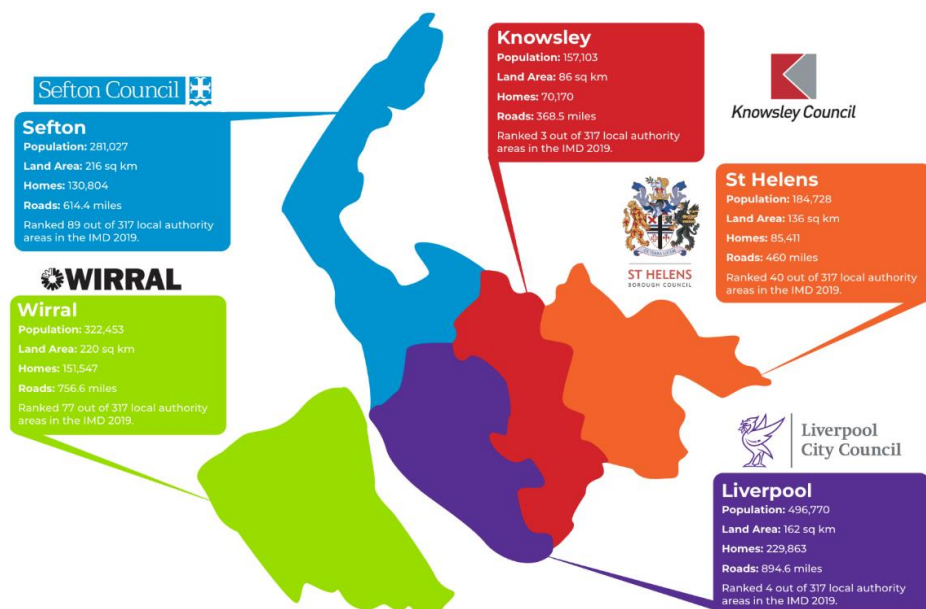 Sefton Council
Sefton
Population: 281,027
Land Area: 216 sq km
Homes: 130,804
Roads: 614.4 miles
Ranked 89 out of 317 local authority
areas in the IMD 2019.
WIRRAL
Wirral
Population: 322,453
Land Area: 220 sq km
Homes: 151,547
Roads: 756.6 miles
Ranked 77 out of 317 local authority
areas in the IMD 2019.
Knowsley
Population: 157,103
Land Area: 86 sq km
Homes: 70,170
Roads: 368.5 miles
Ranked 3 out of 317 local authority
areas in the IMD 2019.
Knowsley Council
ST HELENS
BOROUGH COUNCIL
St Helens
Population: 184,728
Land Area: 136 sq km
Homes: 85,411
Roads: 460 miles
Ranked 40 out of 317 local authority
areas in the IMD 2019.
Liverpool
City Council
Liverpool
Population: 496,770
Land Area: 162 sq km
Homes: 229,863
Roads: 894.6 miles
Ranked 4 out of 317 local authority
areas in the IMD 2019.